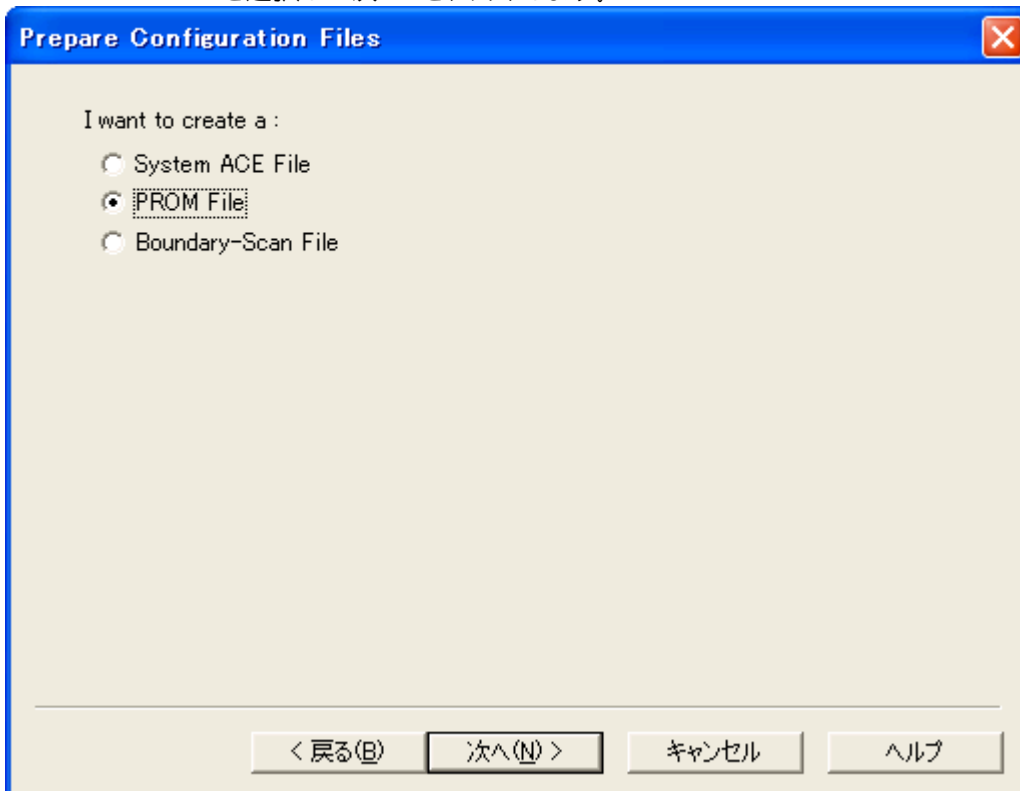 Prepare Configuration Files
I want to create a :
System ACE File
PROM File
Boundary-Scan File
< 戻る(B)
次へ(N) >
キャンセル
ヘルプ